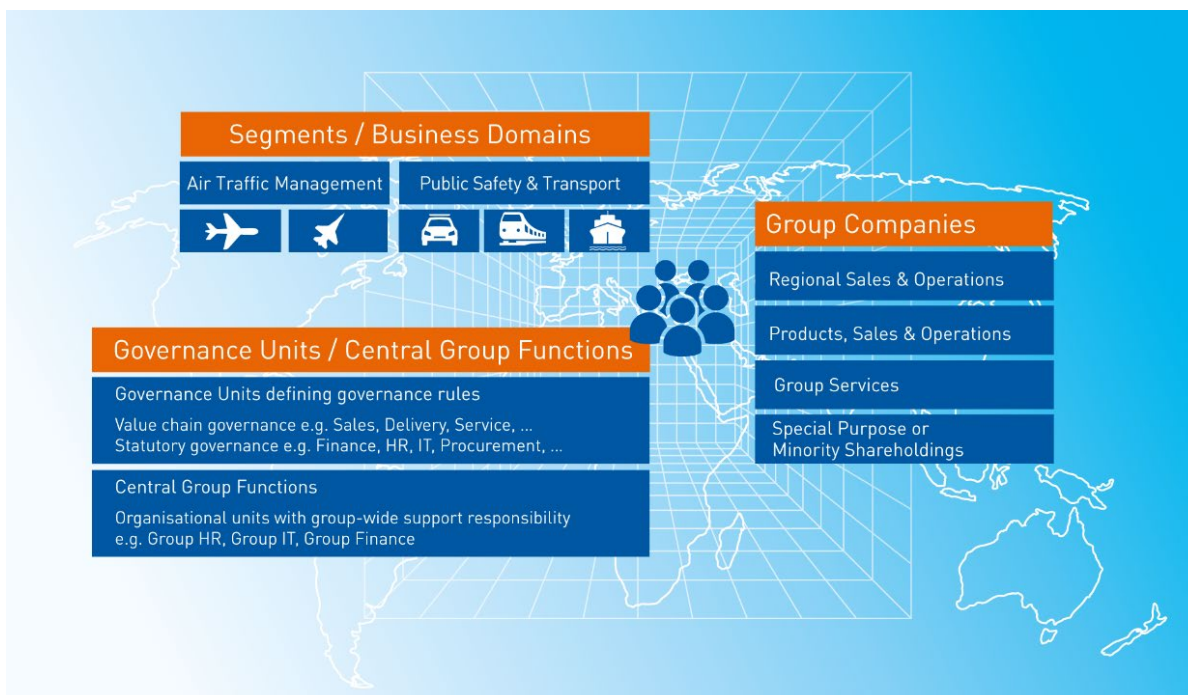 Segments / Business Domains
Air Traffic Management
Public Safety & Transport
Governance Units / Central Group Functions
Governance Units defining governance rules
Value chain governance e.g. Sales, Delivery, Service, ...
Statutory governance e.g. Finance, HR, IT, Procurement, ...
Central Group Functions
Organisational units with group-wide support responsibility
e.g. Group HR, Group IT, Group Finance
Group Companies
Regional Sales & Operations
Products, Sales & Operations
Group Services
Special Purpose or
Minority Shareholdings